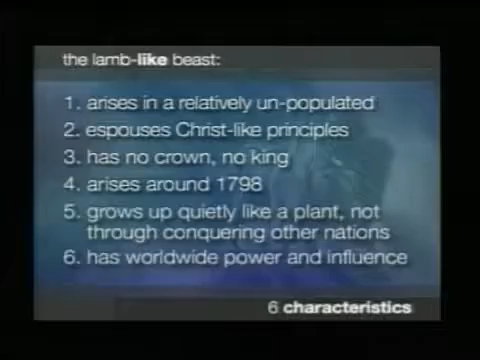 the lamb-like beast:
1. arises in a relatively un-populated
2. espouses Christ-like principles
3. has no crown, no king
4. arises around 1798
5. grows up quietly like a plant, not
through conquering other nations
6. has worldwide power and influence
6 characteristics